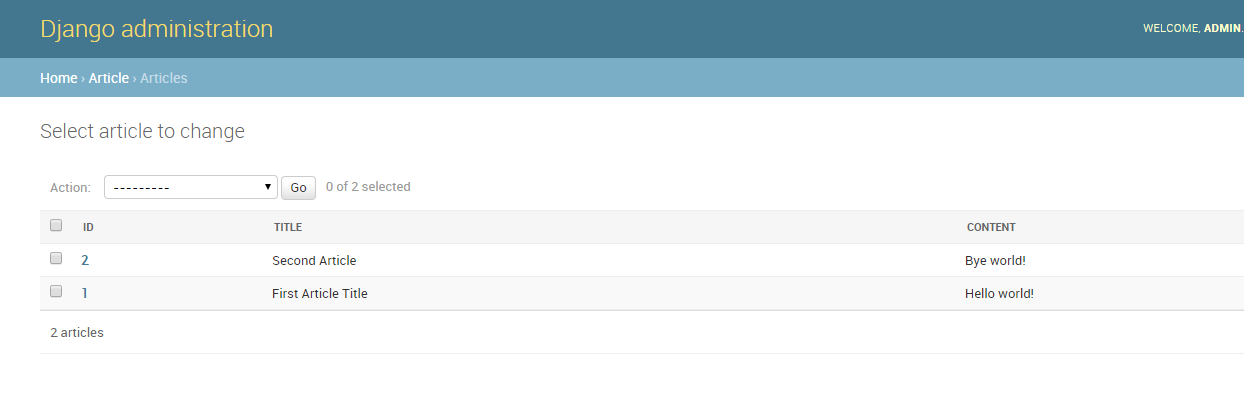 Django administration
WELCOME, ADMIN.
Home › Article › Articles
Select article to change
Action: --------- Go 0 of 2 selected
ID TITLE CONTENT
2 Second Article Bye world!
1 First Article Title Hello world!
2 articles